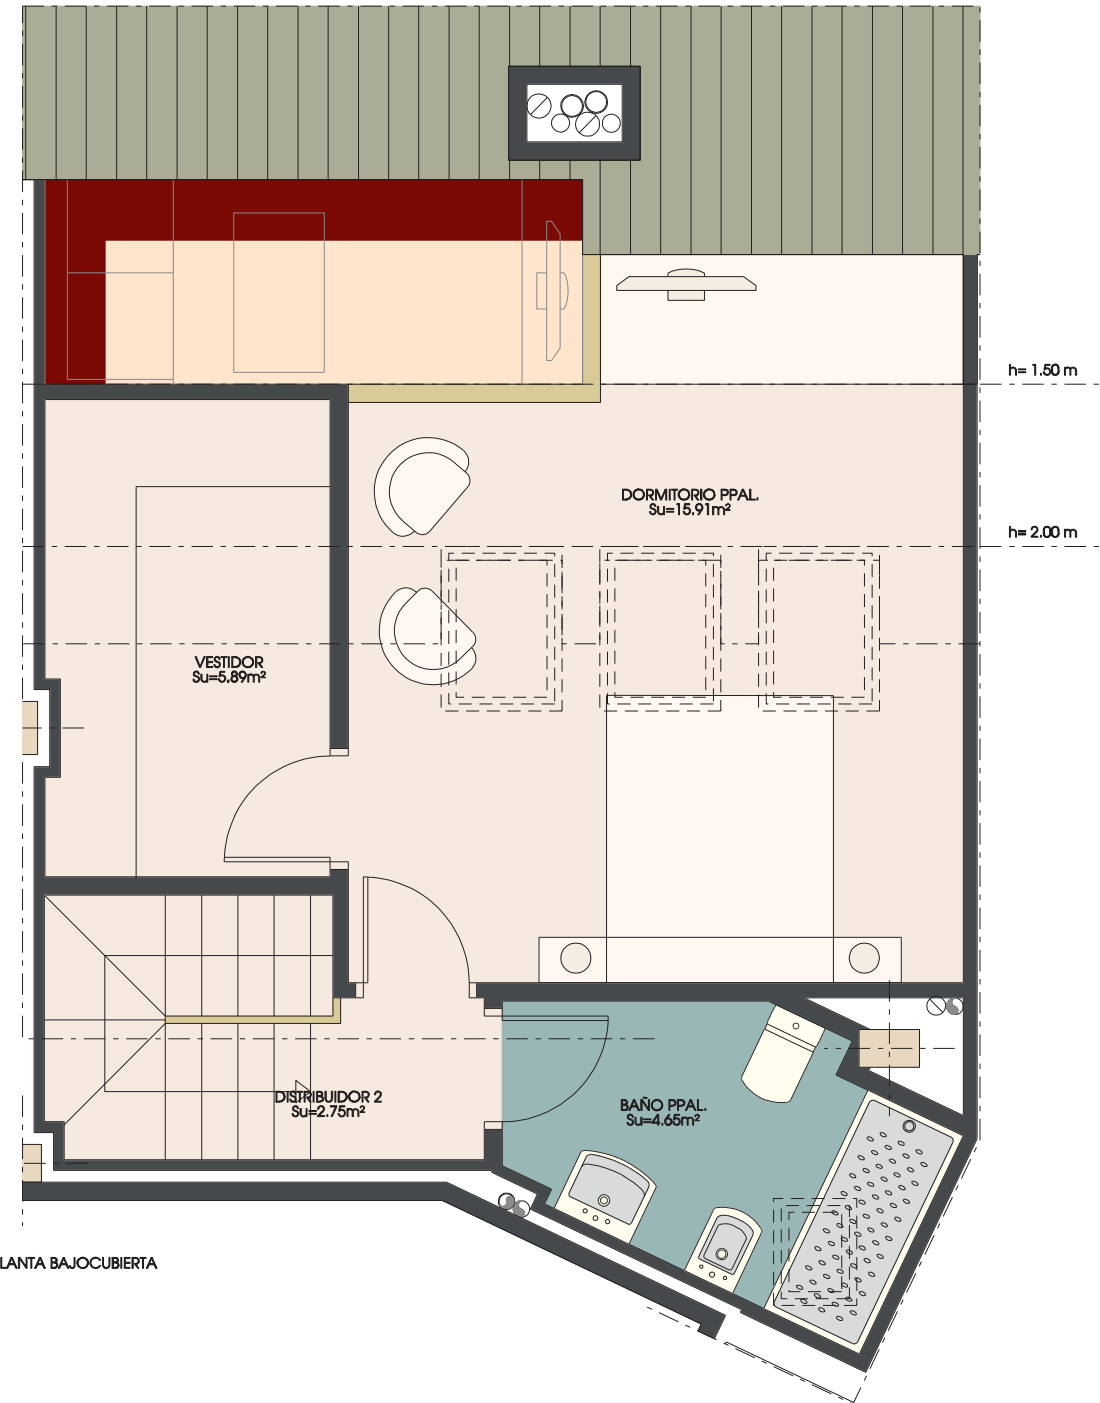 h= 1.50 m
DORMITORIO PPAL.
Su=15.91m²
h= 2.00 m
VESTIDOR
Su=5.89m²
DISTRIBUIDOR 2
Su=2.75m²
BAÑO PPAL.
Su=4.65m²
LANTA BAJOCUBIERTA